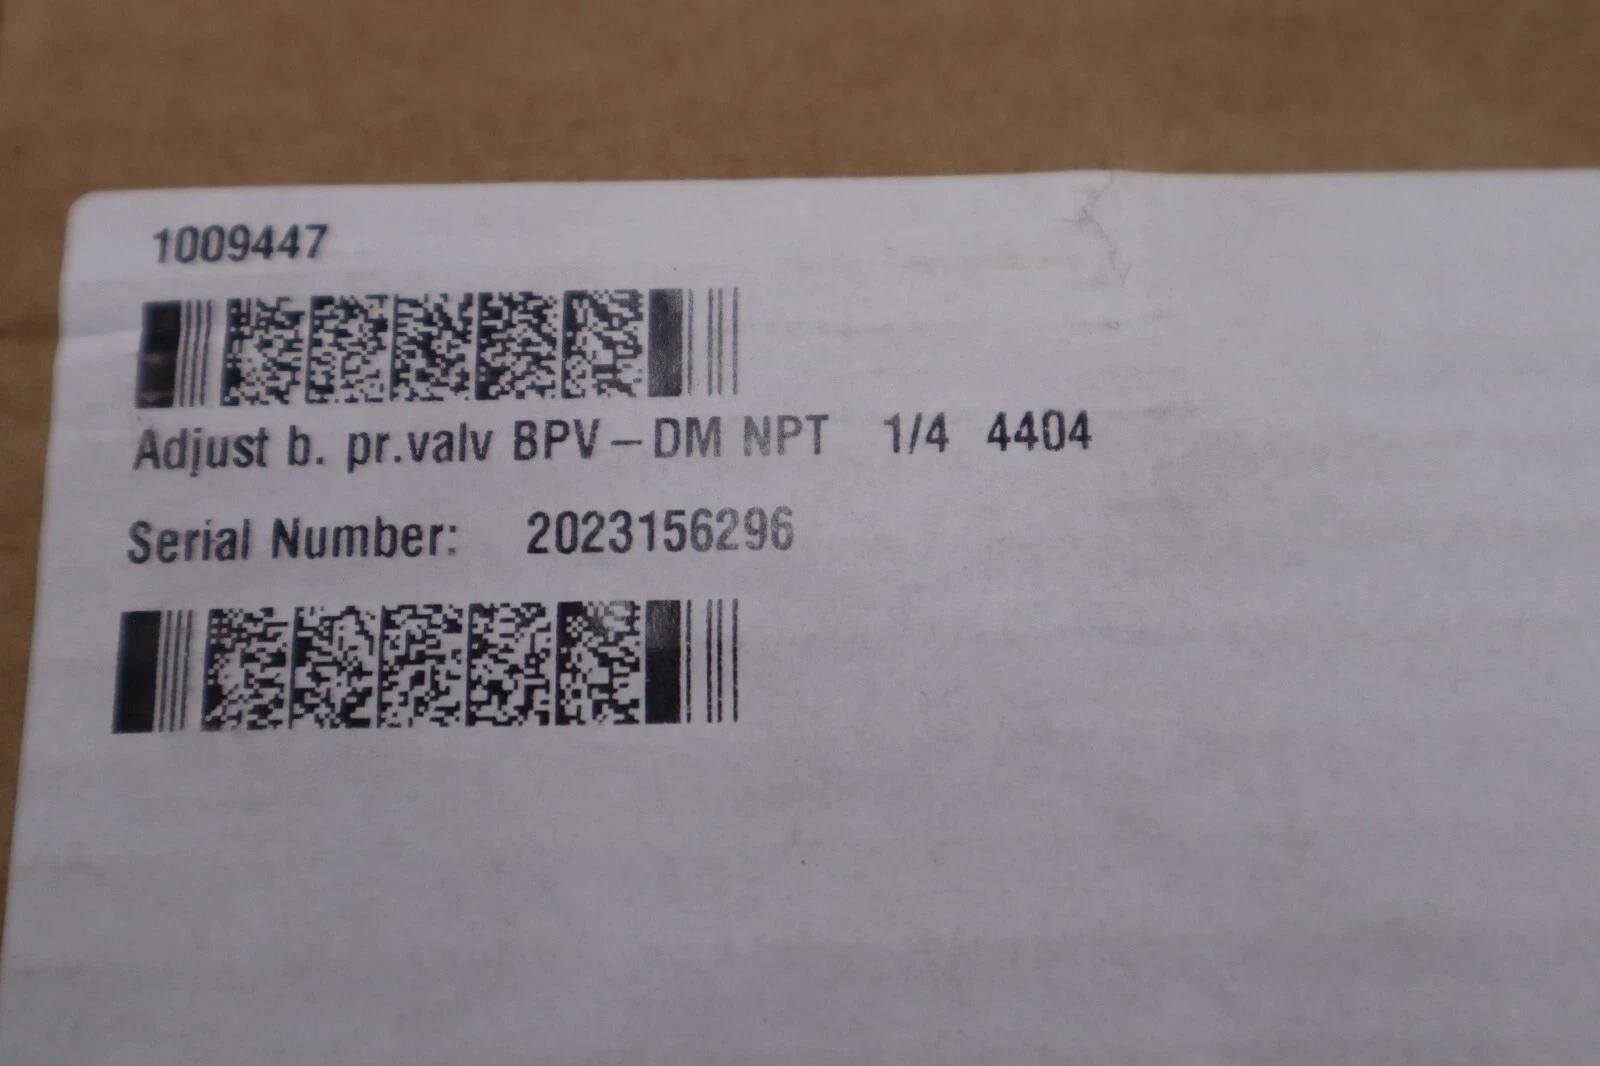 1009447
Adjust b. pr.valv BPV-DM NPT 1/4 4404
Serial Number: 2023156296